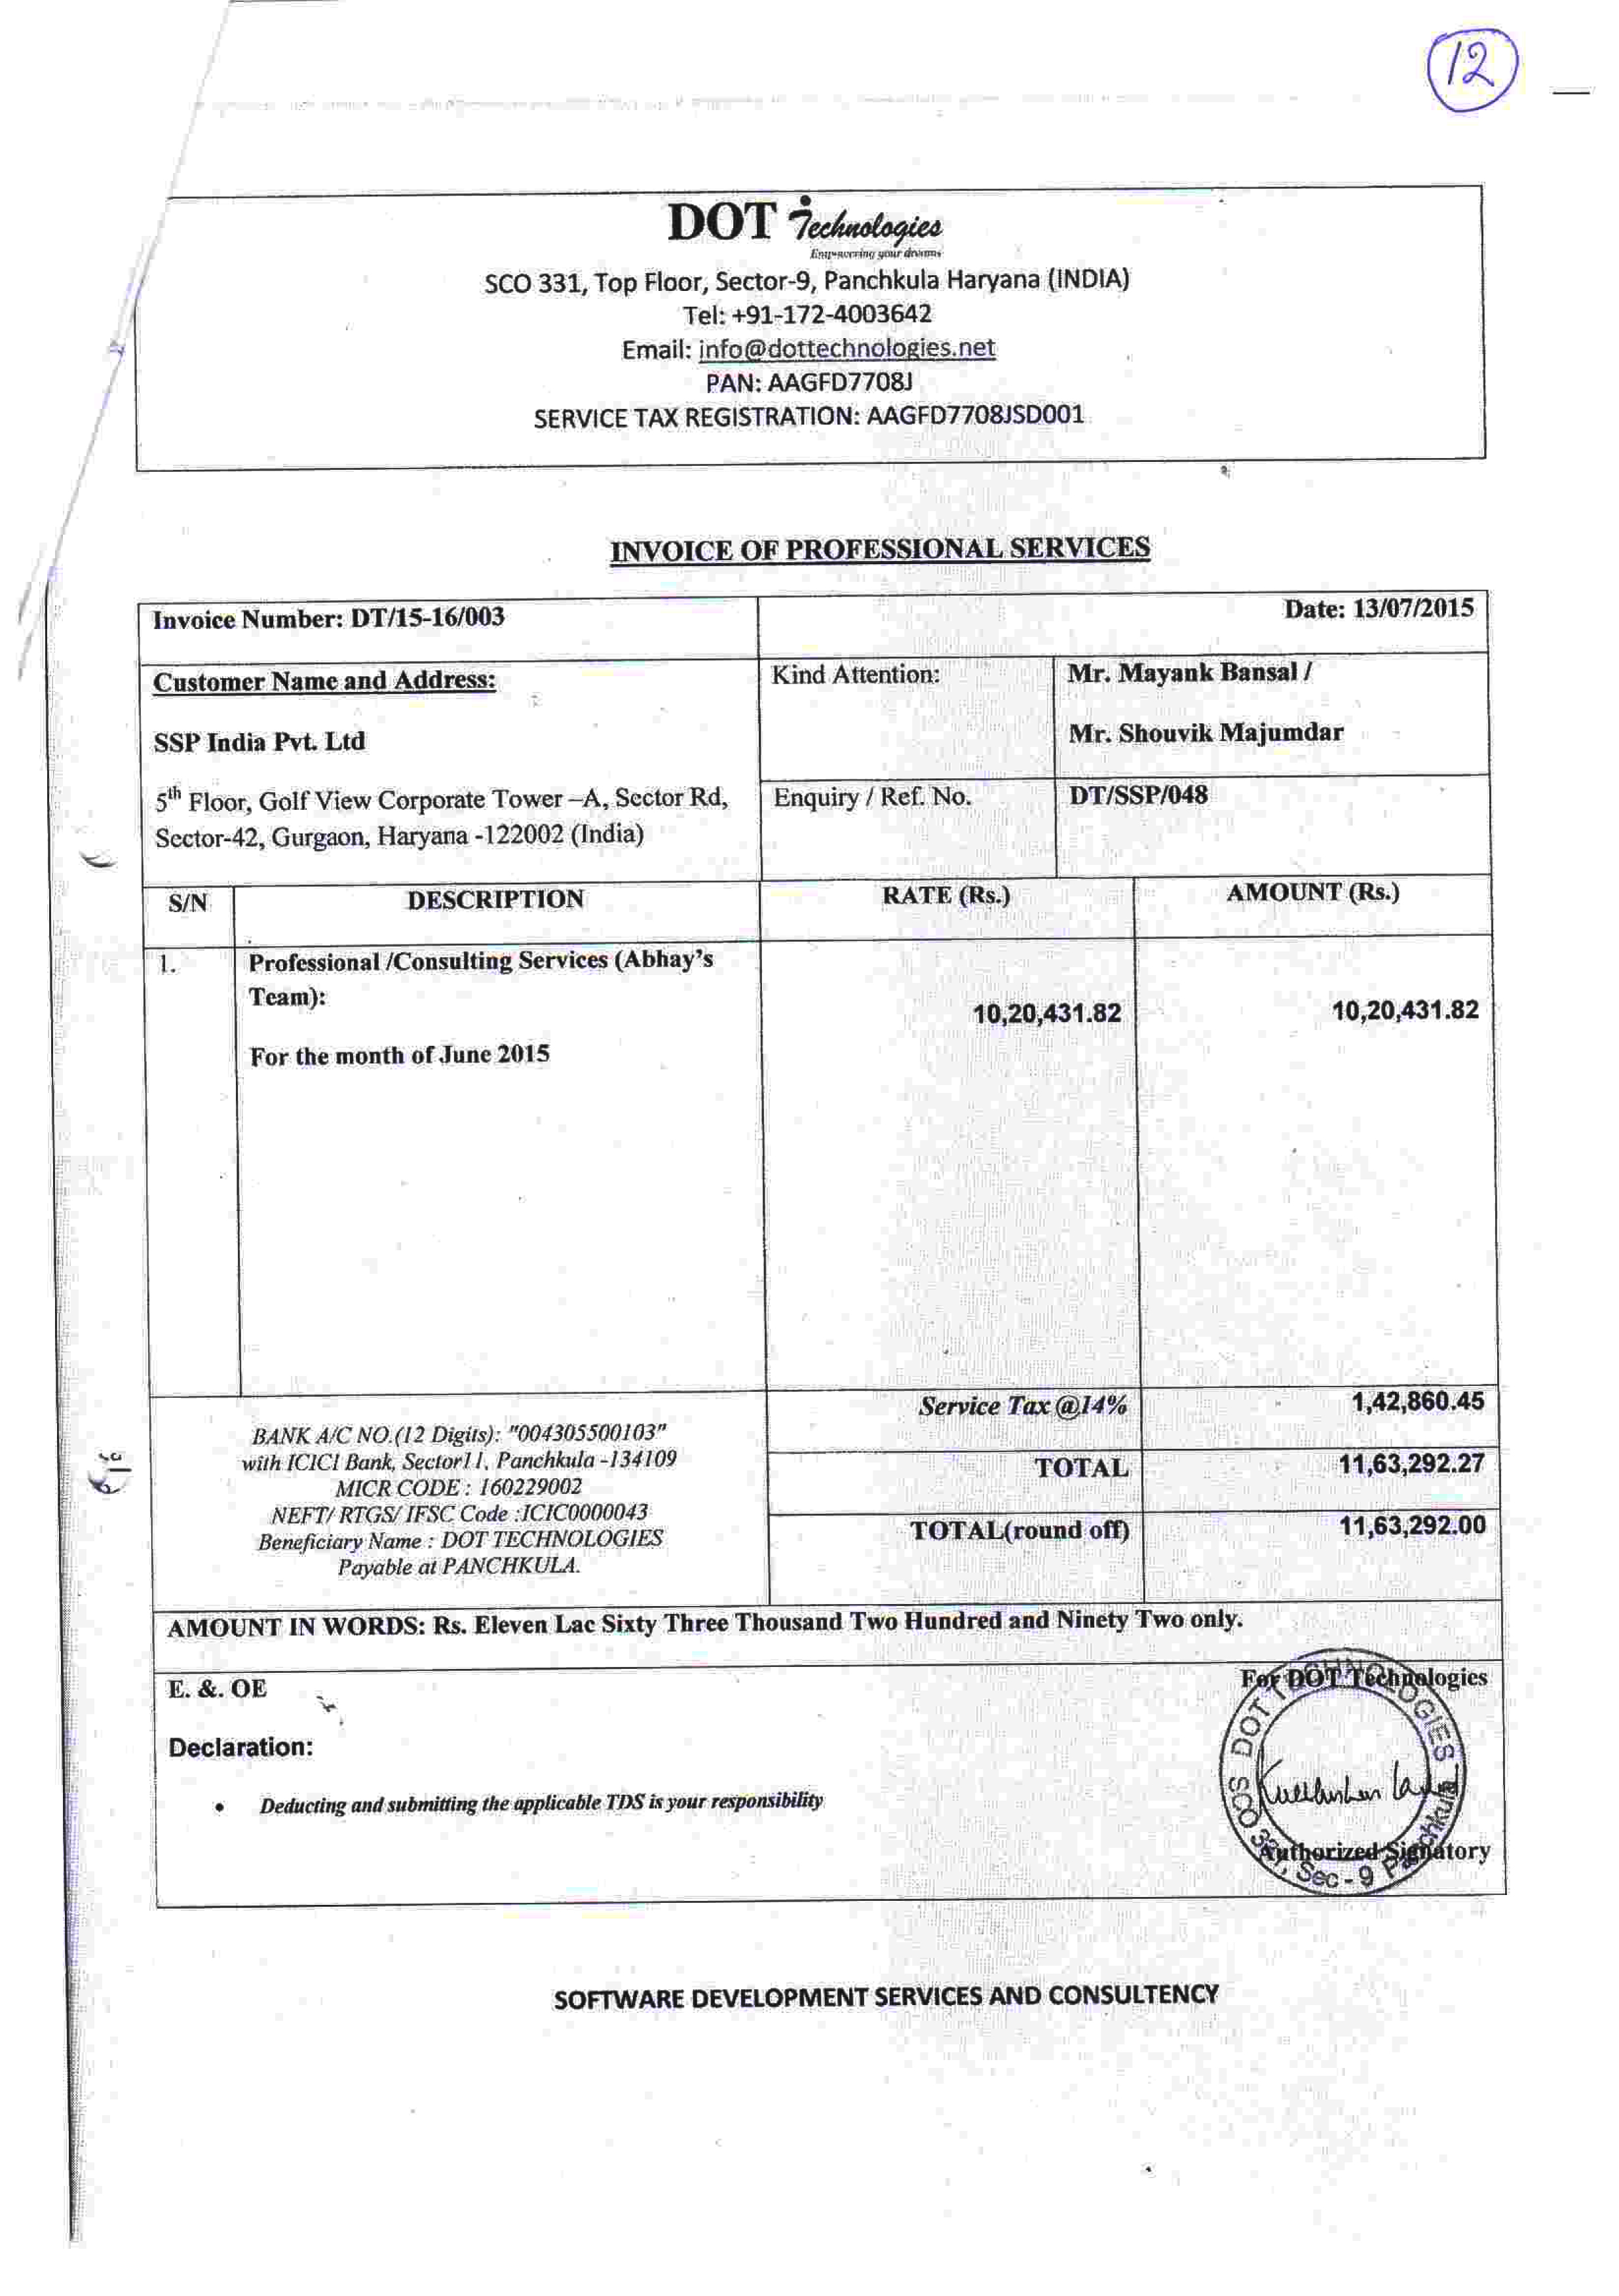 12
DOT Technologies
Empowering your dreams
SCO 331, Top Floor, Sector-9, Panchkula Haryana (INDIA)
Tel: +91-172-4003642
Email: info@dottechnologies.net
PAN: AAGFD7708J
SERVICE TAX REGISTRATION: AAGFD7708JSD001
INVOICE OF PROFESSIONAL SERVICES
Invoice Number: DT/15-16/003 Date: 13/07/2015
Customer Name and Address:
SSP India Pvt. Ltd
5th Floor, Golf View Corporate Tower –A, Sector Rd,
Sector-42, Gurgaon, Haryana -122002 (India)
Kind Attention: Mr. Mayank Bansal /
Mr. Shouvik Majumdar
Enquiry / Ref. No. DT/SSP/048
S/N DESCRIPTION RATE (Rs.) AMOUNT (Rs.)
1. Professional /Consulting Services (Abhay's
Team):
10,20,431.82 10,20,431.82
For the month of June 2015
BANK A/C NO.(12 Digits): "004305500103"
with ICICI Bank, Sector11, Panchkula -134109
MICR CODE : 160229002
NEFT/ RTGS/ IFSC Code :ICIC0000043
Beneficiary Name : DOT TECHNOLOGIES
Payable at PANCHKULA.
Service Tax @14% 1,42,860.45
TOTAL 11,63,292.27
TOTAL(round off) 11,63,292.00
AMOUNT IN WORDS: Rs. Eleven Lac Sixty Three Thousand Two Hundred and Ninety Two only.
E. &. OE
For DOT Technologies
Declaration:
• Deducting and submitting the applicable TDS is your responsibility
DOT TECHNOLOGIES
SCO 331, Sec - 9 Panchkula
Authorized Signatory
SOFTWARE DEVELOPMENT SERVICES AND CONSULTENCY